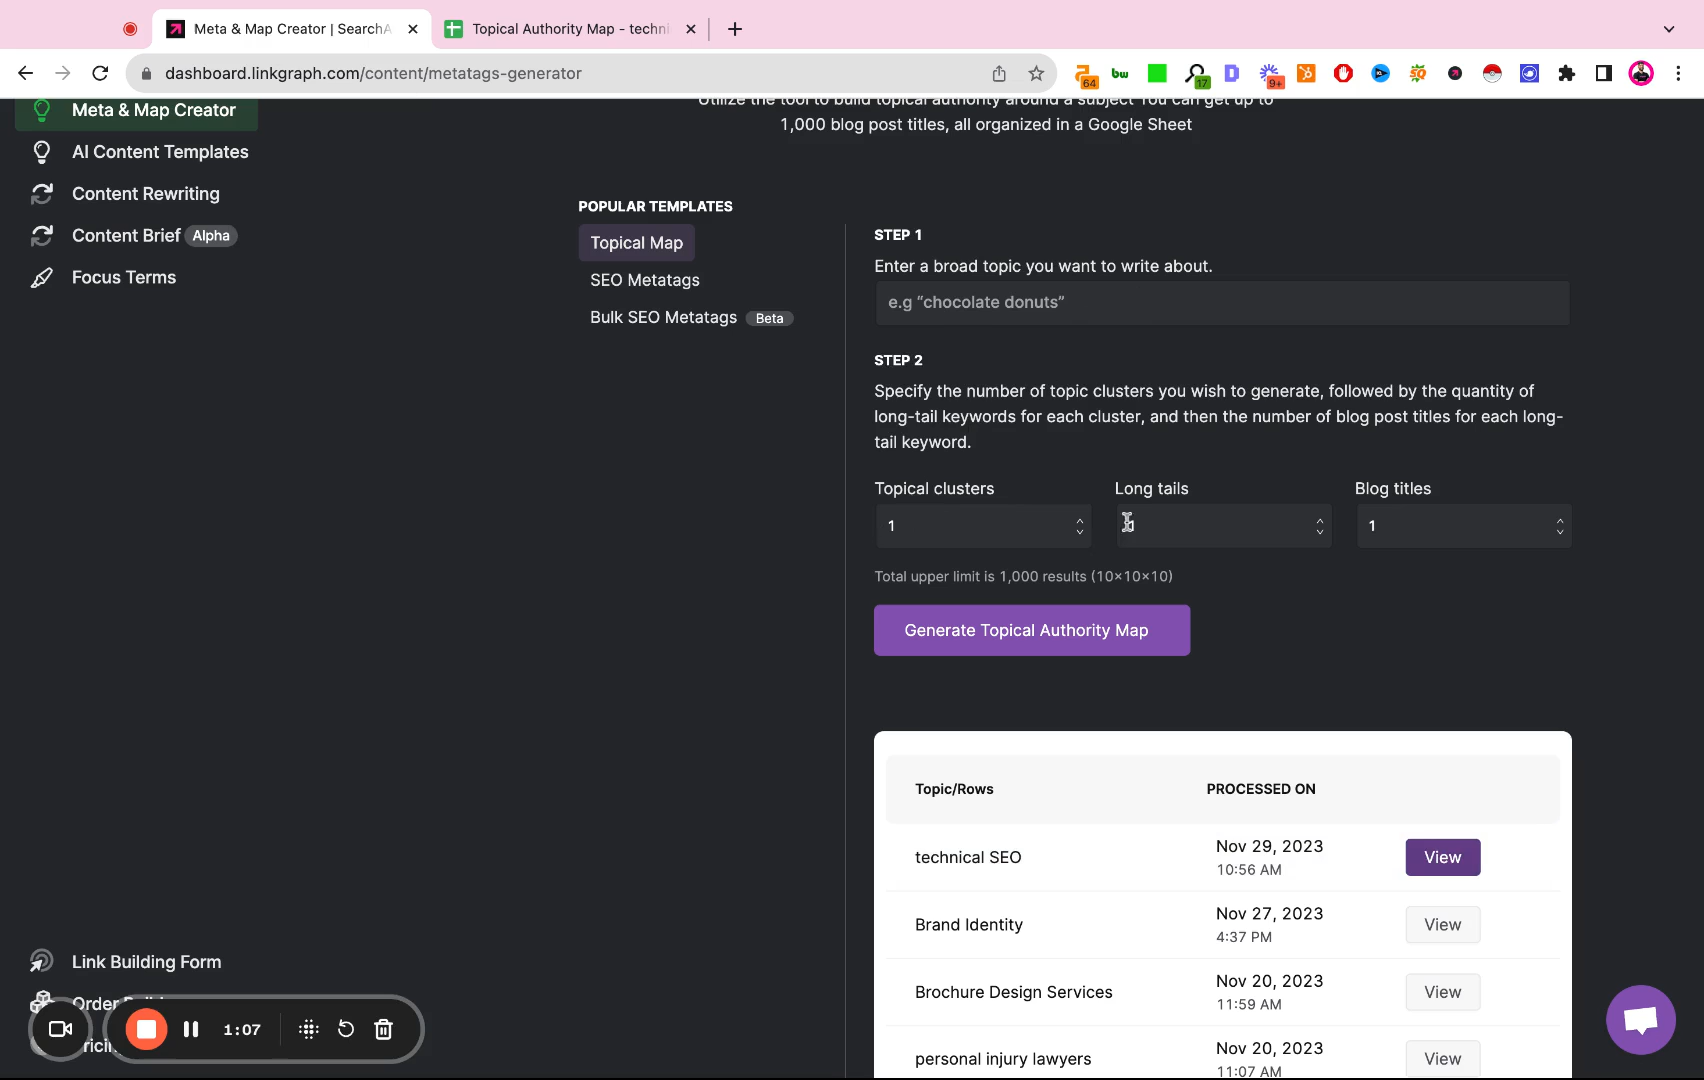 Meta & Map Creator | SearchA
Topical Authority Map - techni
dashboard.linkgraph.com/content/metatags-generator
64
bw
17
9+
Meta & Map Creator
AI Content Templates
Content Rewriting
Content Brief Alpha
Focus Terms
Utilize the tool to build topical authority around a subject You can get up to
1,000 blog post titles, all organized in a Google Sheet
POPULAR TEMPLATES
Topical Map
SEO Metatags
Bulk SEO Metatags Beta
STEP 1
Enter a broad topic you want to write about.
e.g “chocolate donuts”
STEP 2
Specify the number of topic clusters you wish to generate, followed by the quantity of
long-tail keywords for each cluster, and then the number of blog post titles for each long-
tail keyword.
Topical clusters
Long tails
Blog titles
1
1
1
Total upper limit is 1,000 results (10×10×10)
Generate Topical Authority Map
Topic/Rows
PROCESSED ON
technical SEO
Nov 29, 2023
10:56 AM
View
Brand Identity
Nov 27, 2023
4:37 PM
View
Brochure Design Services
Nov 20, 2023
11:59 AM
View
personal injury lawyers
Nov 20, 2023
11:07 AM
View
Link Building Form
Order
1:07